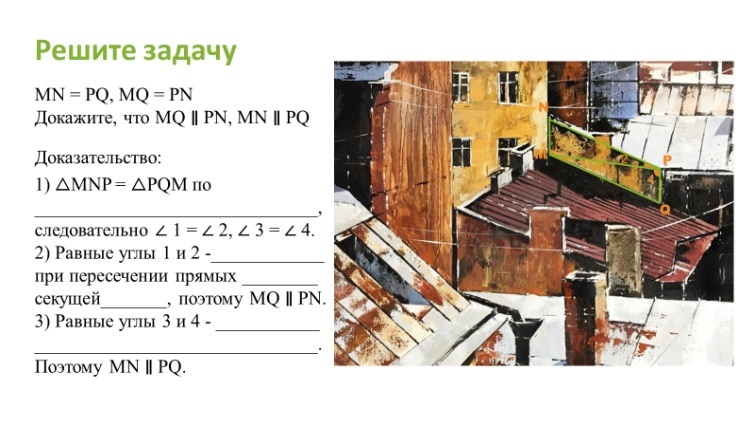 Решите задачу
MN = PQ, MQ = PN
Докажите, что MQ ∥ PN, MN ∥ PQ
Доказательство:
1) △MNP = △PQM по
______________________________,
следовательно ∠ 1 = ∠ 2, ∠ 3 = ∠ 4.
2) Равные углы 1 и 2 -____________
при пересечении прямых ________
секущей_______, поэтому MQ ∥ PN.
3) Равные углы 3 и 4 - ___________
______________________________.
Поэтому MN ∥ PQ.
N
M
P
Q